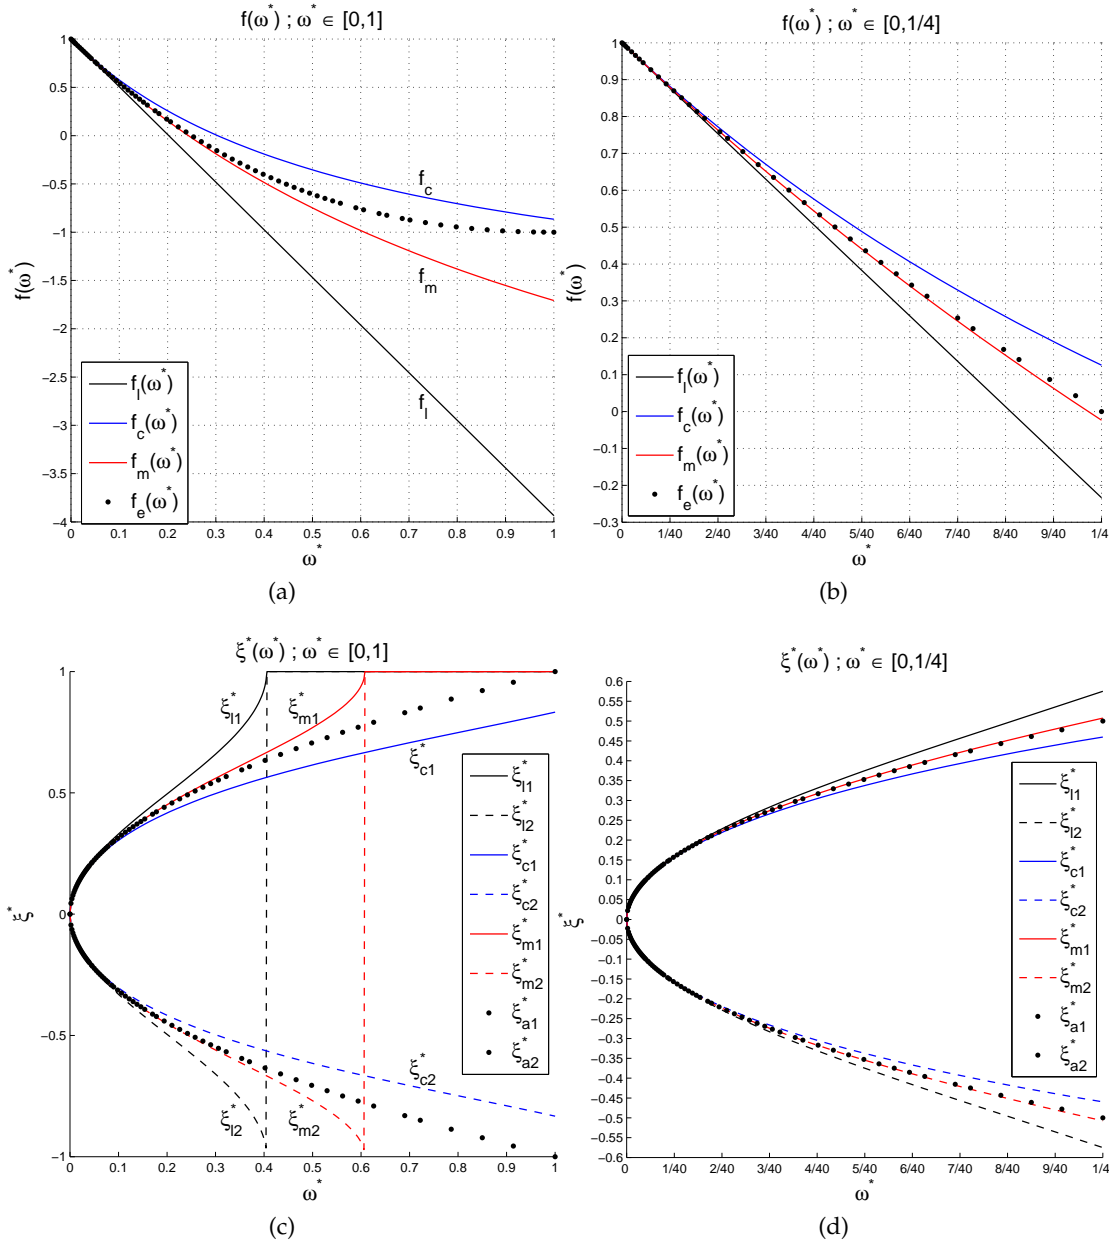 f(ω*) ; ω* ∈ [0,1]
1
0.5
0
−0.5
−1
−1.5
−2
−2.5
−3
−3.5
−4
f(ω*)
f_c
f_m
f_l
f_l(ω*)
f_c(ω*)
f_m(ω*)
f_e(ω*)
0 0.1 0.2 0.3 0.4 0.5 0.6 0.7 0.8 0.9 1
ω*
(a)
f(ω*) ; ω* ∈ [0,1/4]
1
0.9
0.8
0.7
0.6
0.5
0.4
0.3
0.2
0.1
0
−0.1
−0.2
−0.3
f(ω*)
f_l(ω*)
f_c(ω*)
f_m(ω*)
f_e(ω*)
0 1/40 2/40 3/40 4/40 5/40 6/40 7/40 8/40 9/40 1/4
ω*
(b)
ξ*(ω*) ; ω* ∈ [0,1]
1
0.5
0
−0.5
−1
ξ*
ξ*_l1
ξ*_m1
ξ*_c1
ξ*_c2
ξ*_l2
ξ*_m2
ξ*_l1
ξ*_l2
ξ*_c1
ξ*_c2
ξ*_m1
ξ*_m2
ξ*_a1
ξ*_a2
0 0.1 0.2 0.3 0.4 0.5 0.6 0.7 0.8 0.9 1
ω*
(c)
ξ*(ω*) ; ω* ∈ [0,1/4]
0.6
0.55
0.5
0.45
0.4
0.35
0.3
0.25
0.2
0.15
0.1
0.05
0
−0.05
−0.1
−0.15
−0.2
−0.25
−0.3
−0.35
−0.4
−0.45
−0.5
−0.55
−0.6
ξ*
ξ*_l1
ξ*_l2
ξ*_c1
ξ*_c2
ξ*_m1
ξ*_m2
ξ*_a1
ξ*_a2
0 1/40 2/40 3/40 4/40 5/40 6/40 7/40 8/40 9/40 1/4
ω*
(d)